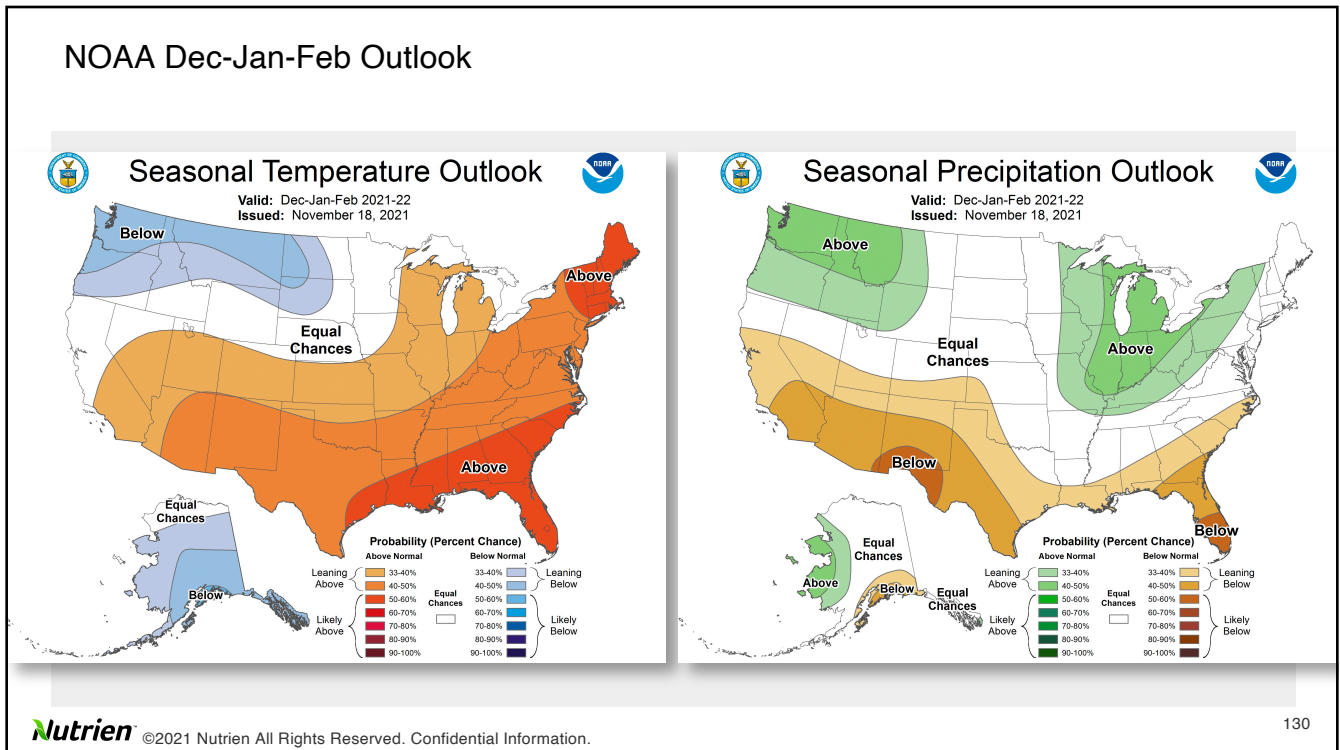 NOAA Dec-Jan-Feb Outlook
Seasonal Temperature Outlook
NOAA
Valid: Dec-Jan-Feb 2021-22
Issued: November 18, 2021
Below
Above
Equal
Chances
Above
Equal
Chances
Below
Probability (Percent Chance)
Above Normal
Below Normal
Leaning
Above
33-40%
40-50%
Likely
Above
50-60%
60-70%
70-80%
80-90%
90-100%
Equal
Chances
33-40%
40-50%
Leaning
Below
50-60%
60-70%
70-80%
80-90%
90-100%
Likely
Below
Seasonal Precipitation Outlook
NOAA
Valid: Dec-Jan-Feb 2021-22
Issued: November 18, 2021
Above
Equal
Chances
Above
Below
Below
Equal
Chances
Above
Below
Equal
Chances
Probability (Percent Chance)
Above Normal
Below Normal
Leaning
Above
33-40%
40-50%
Likely
Above
50-60%
60-70%
70-80%
80-90%
90-100%
Equal
Chances
33-40%
40-50%
Leaning
Below
50-60%
60-70%
70-80%
80-90%
90-100%
Likely
Below
Nutrien ©2021 Nutrien All Rights Reserved. Confidential Information.
130